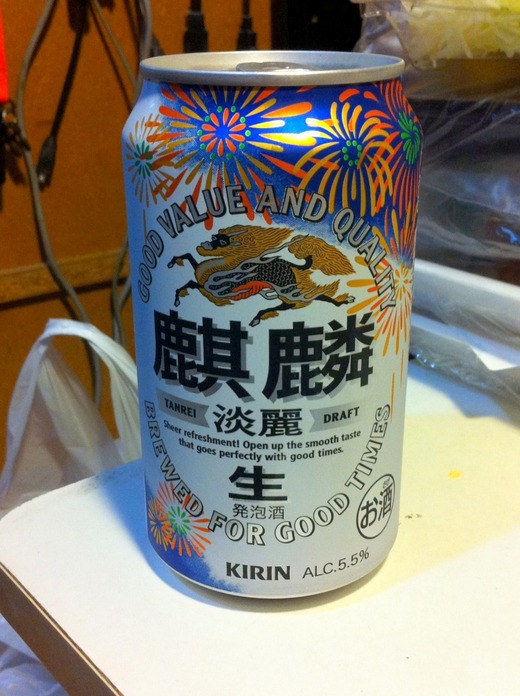 GOOD VALUE AND QUALITY
麒麟
TANREI 淡麗 DRAFT
Sheer refreshment! Open up the smooth taste
that goes perfectly with good times.
生
発泡酒
BREWED FOR GOOD TIMES
お酒
KIRIN ALC.5.5%